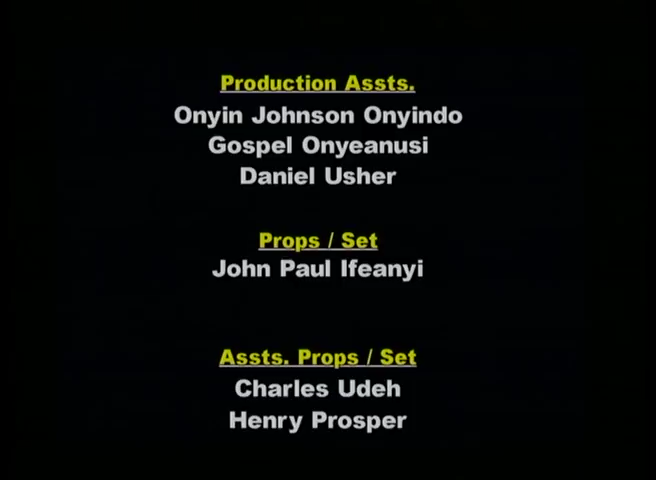 Production Assts.
Onyin Johnson Onyindo
Gospel Onyeanusi
Daniel Usher
Props / Set
John Paul Ifeanyi
Assts. Props / Set
Charles Udeh
Henry Prosper